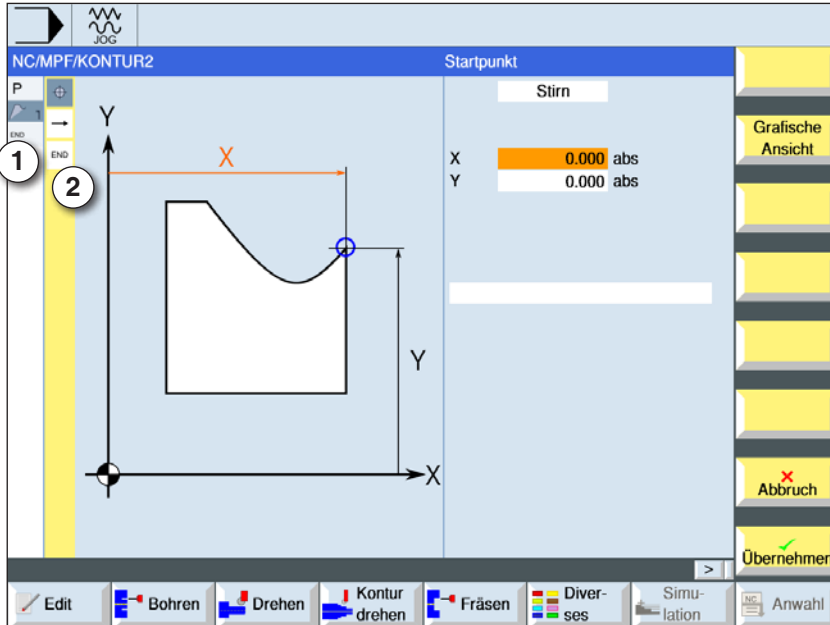 JOG
NC/MPF/KONTUR2
Startpunkt
P
1
END
END
1
2
Y
X
Y
X
Stirn
X 0.000 abs
Y 0.000 abs
Grafische
Ansicht
Abbruch
Übernehmen
>
Edit
Bohren
Drehen
Kontur
drehen
Fräsen
Diver-
ses
Simu-
lation
NC
Anwahl